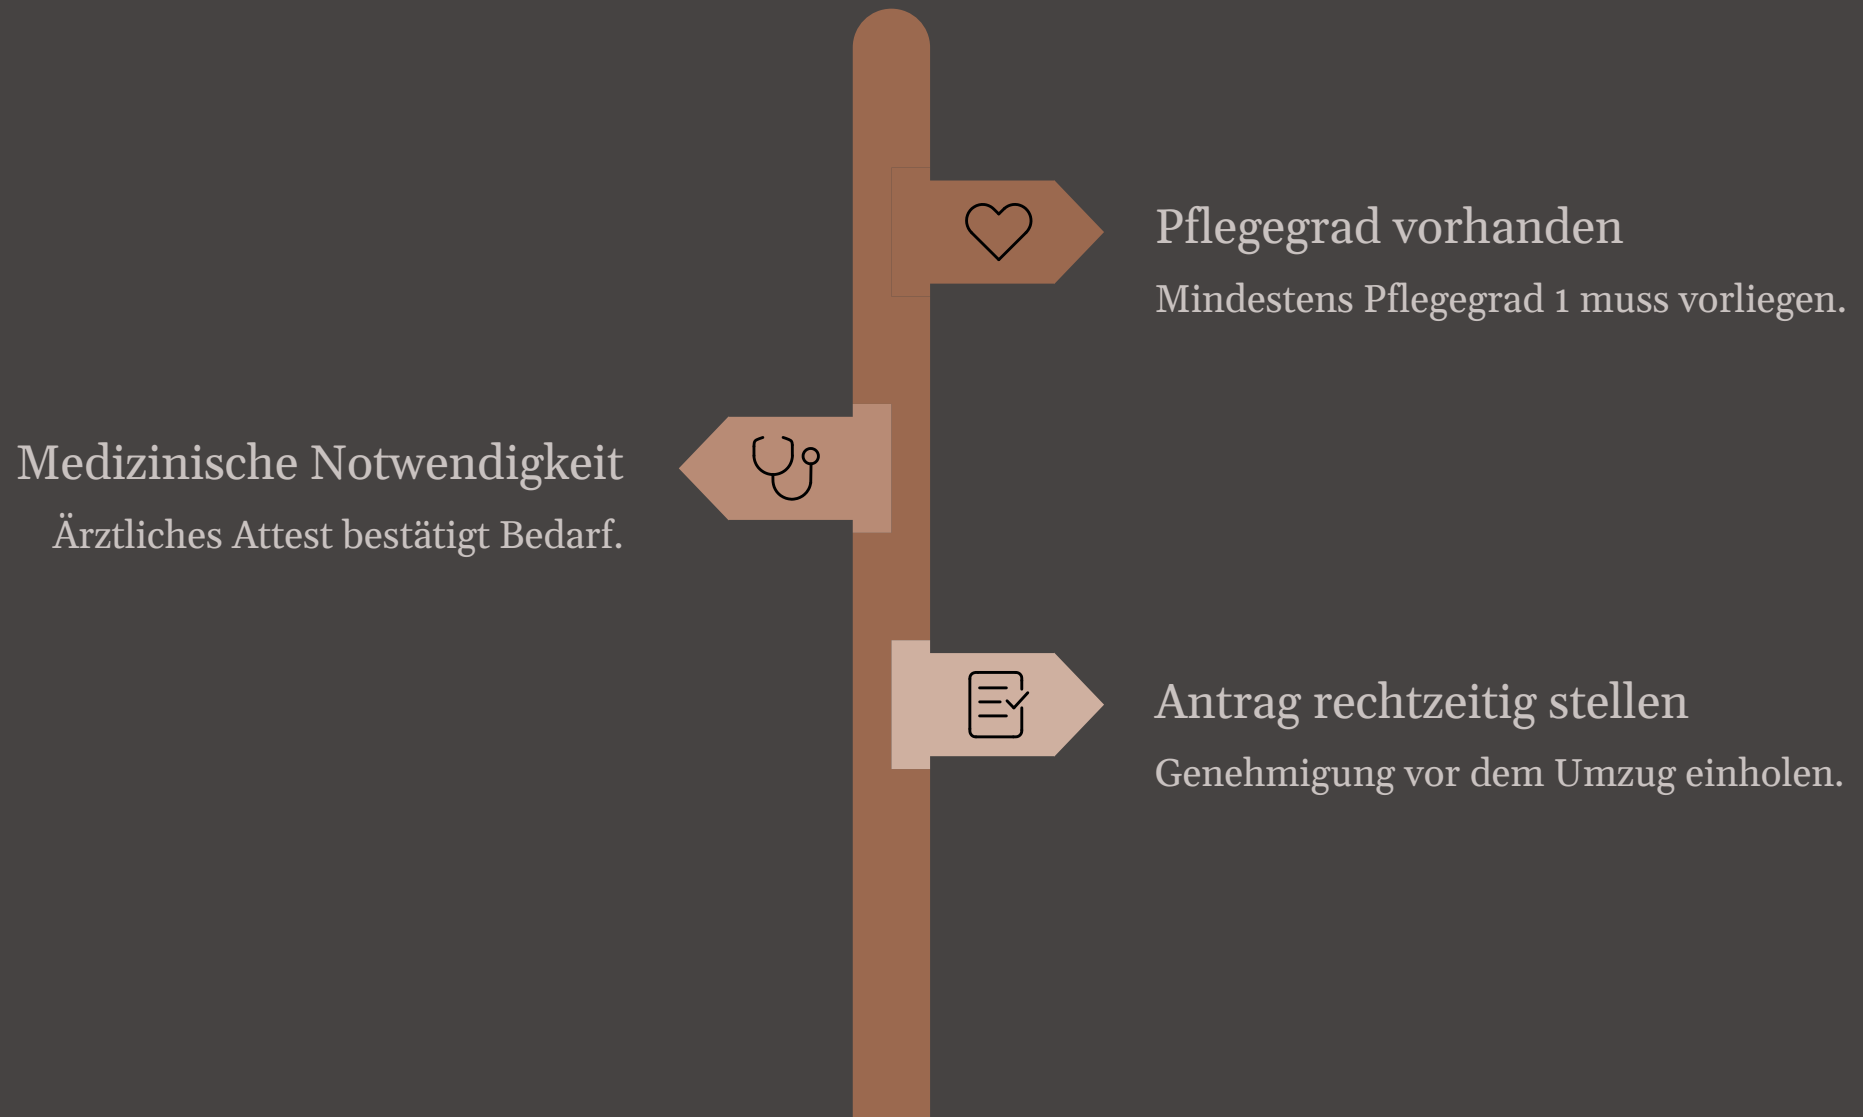 Pflegegrad vorhanden
Mindestens Pflegegrad 1 muss vorliegen.
Medizinische Notwendigkeit
Ärztliches Attest bestätigt Bedarf.
Antrag rechtzeitig stellen
Genehmigung vor dem Umzug einholen.